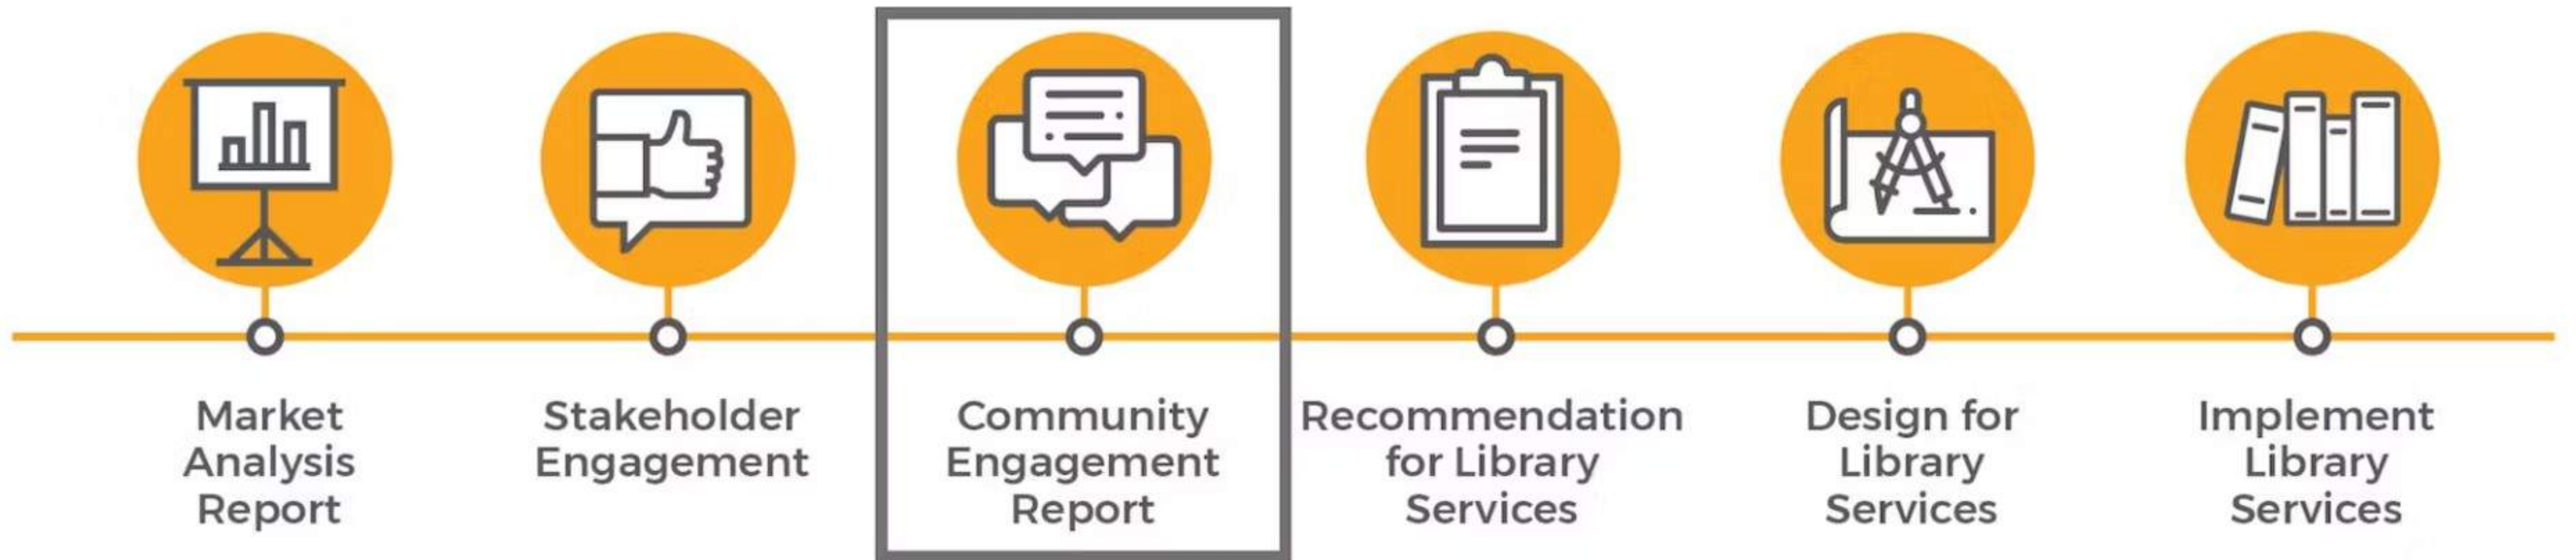 Market
Analysis
Report
Stakeholder
Engagement
Community
Engagement
Report
Recommendation
for Library
Services
Design for
Library
Services
Implement
Library
Services